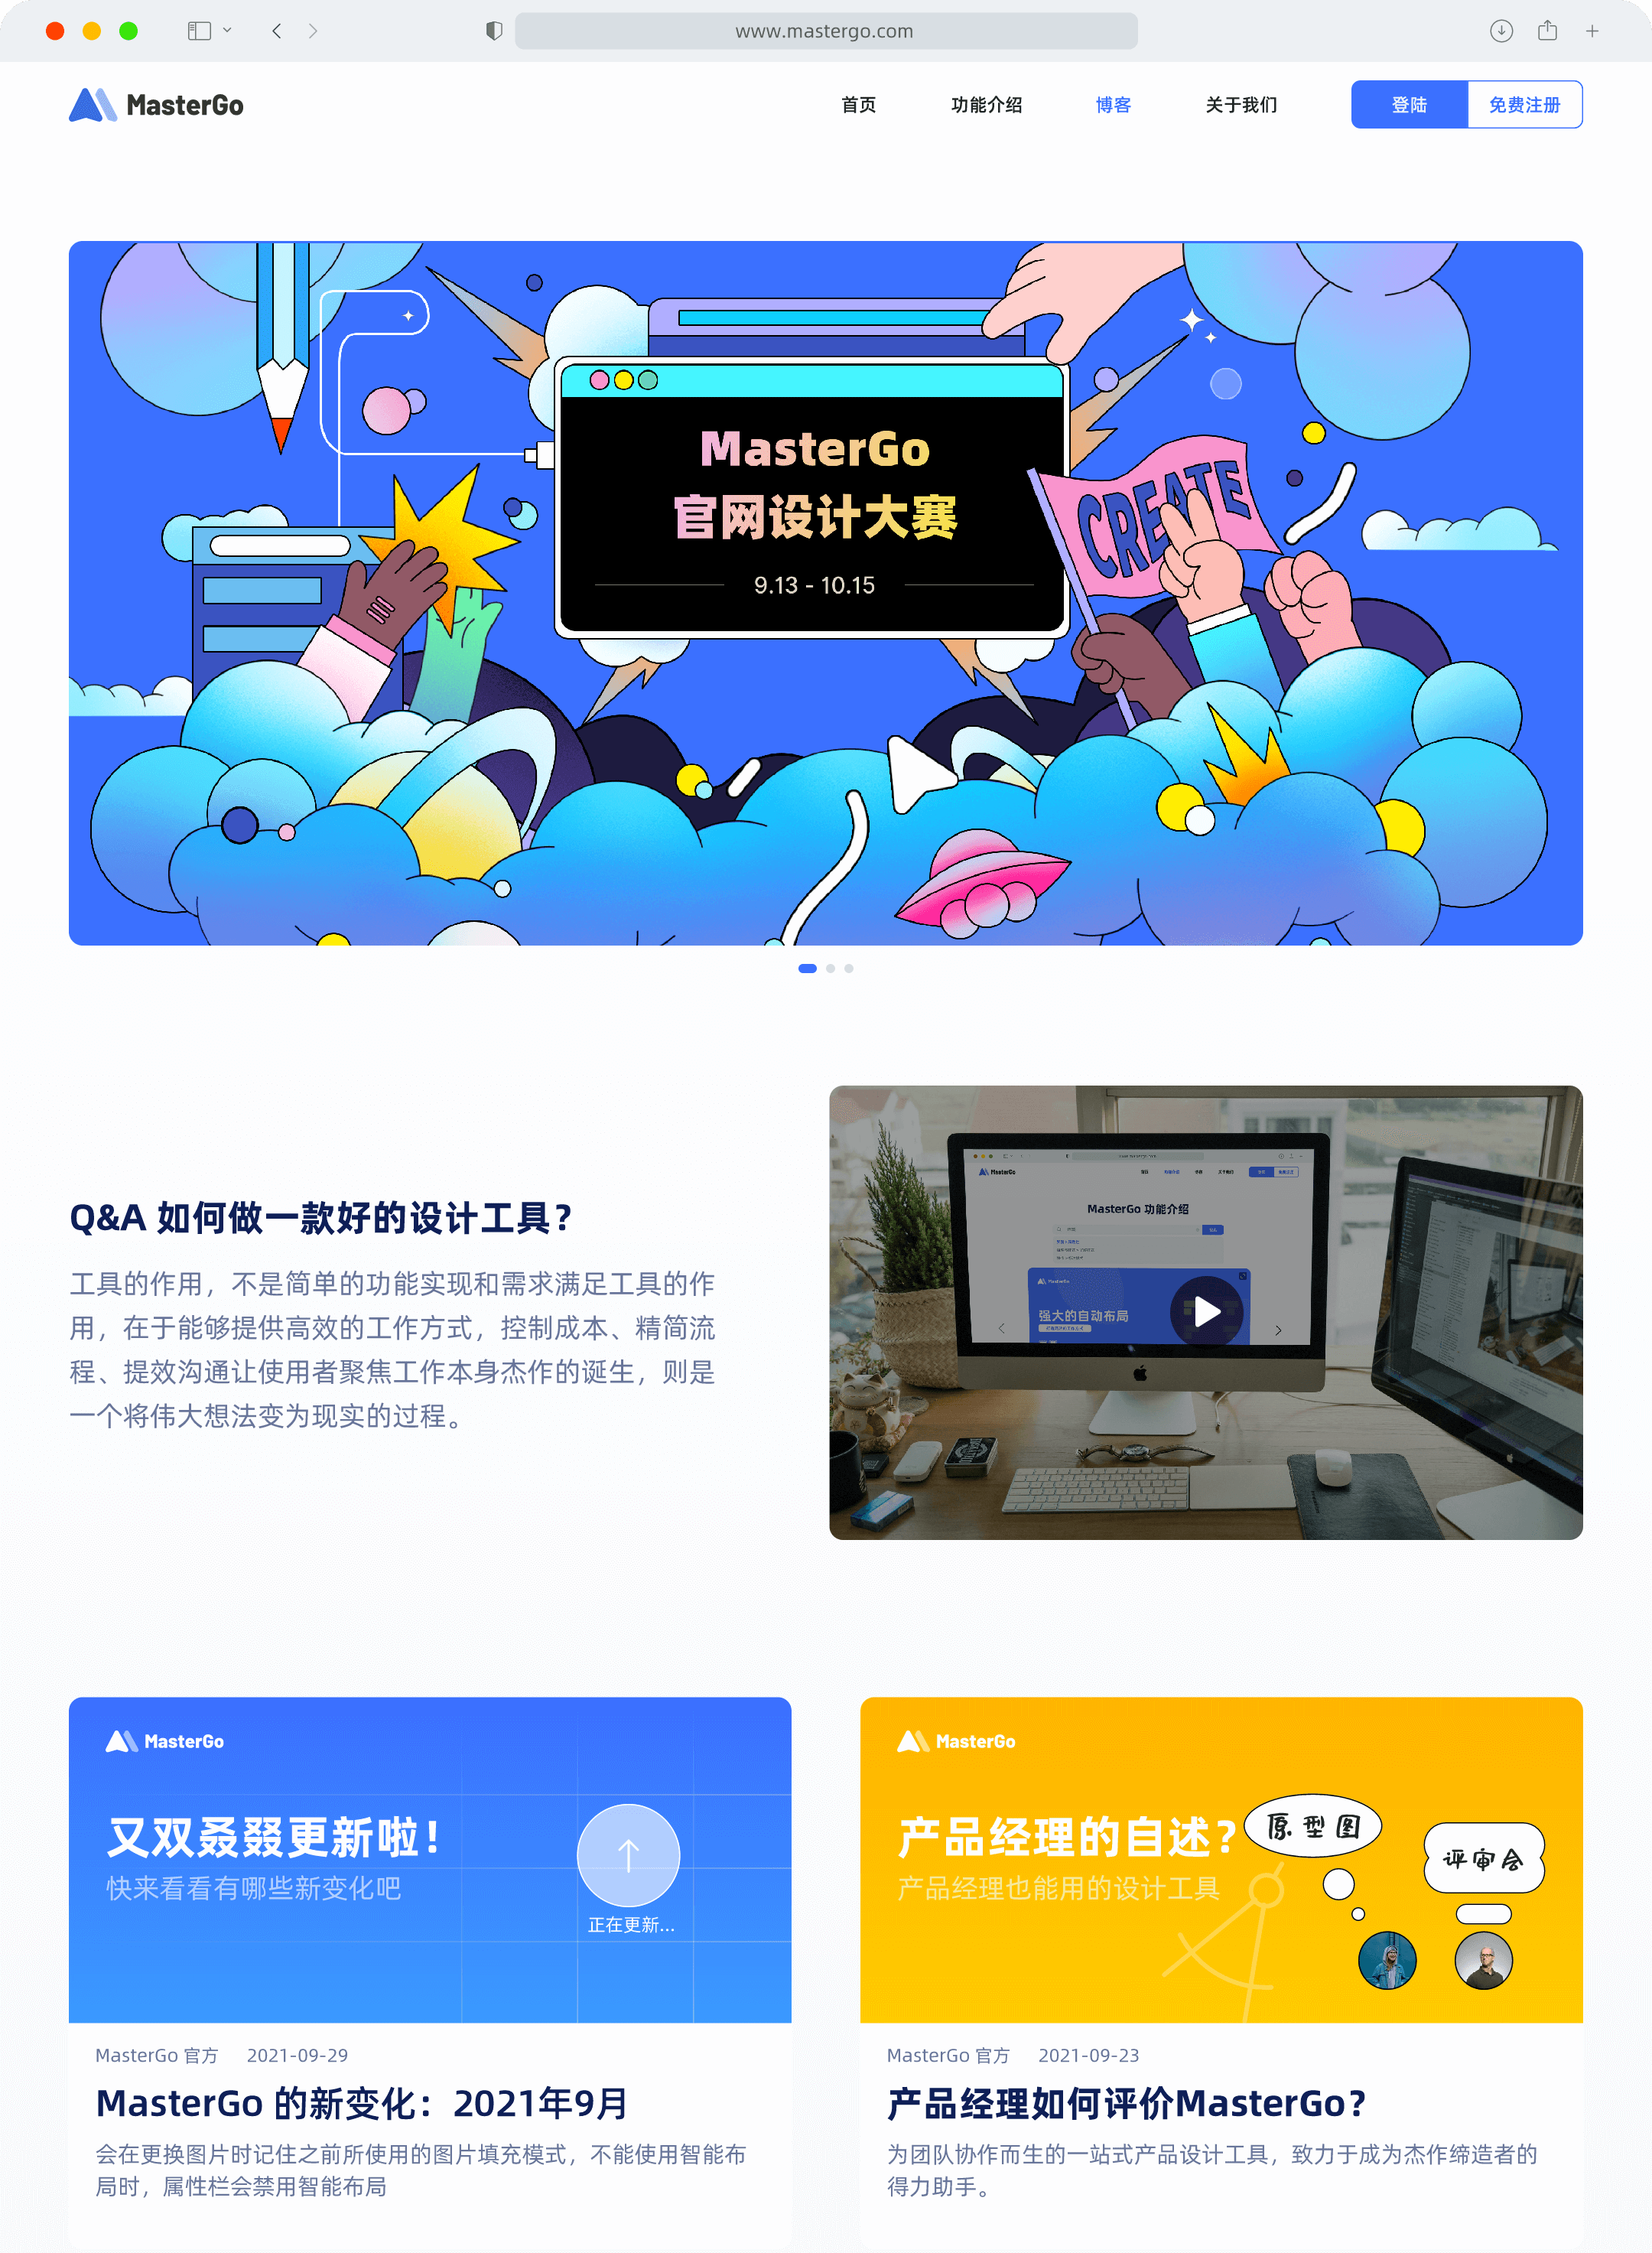 www.mastergo.com
MasterGo
首页
功能介绍
博客
关于我们
登陆
免费注册
MasterGo
官网设计大赛
9.13 - 10.15
CREATE
Q&A 如何做一款好的设计工具？
工具的作用，不是简单的功能实现和需求满足工具的作
用，在于能够提供高效的工作方式，控制成本、精简流
程、提效沟通让使用者聚焦工作本身杰作的诞生，则是
一个将伟大想法变为现实的过程。
MasterGo
MasterGo 功能介绍
MasterGo
强大的自动布局
MasterGo
又双叒叕更新啦！
快来看看有哪些新变化吧
正在更新...
MasterGo 官方 2021-09-29
MasterGo 的新变化：2021年9月
会在更换图片时记住之前所使用的图片填充模式，不能使用智能布
局时，属性栏会禁用智能布局
MasterGo
产品经理的自述？
产品经理也能用的设计工具
原型图
评审会
MasterGo 官方 2021-09-23
产品经理如何评价MasterGo？
为团队协作而生的一站式产品设计工具，致力于成为杰作缔造者的
得力助手。